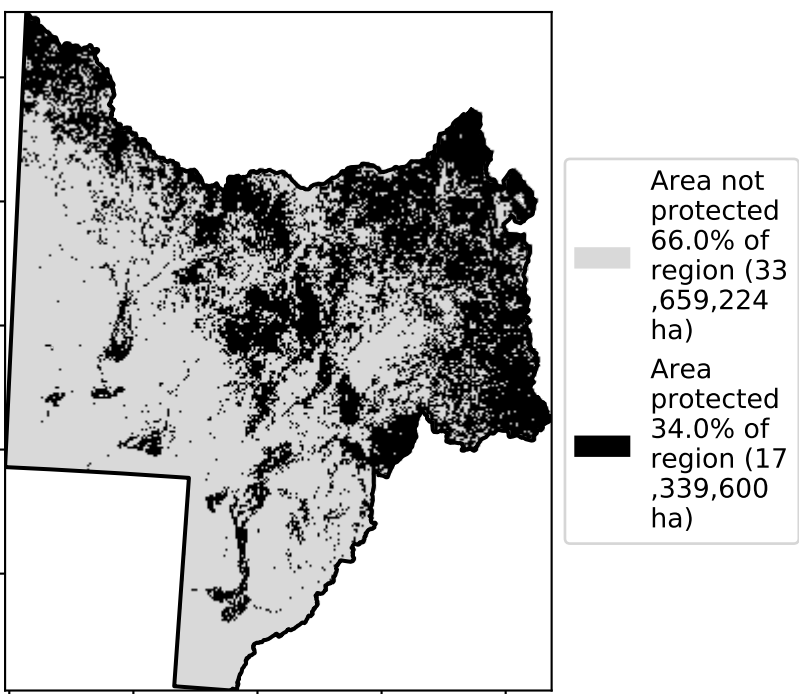 Area not
protected
66.0% of
region (33
,659,224
ha)
Area
protected
34.0% of
region (17
,339,600
ha)